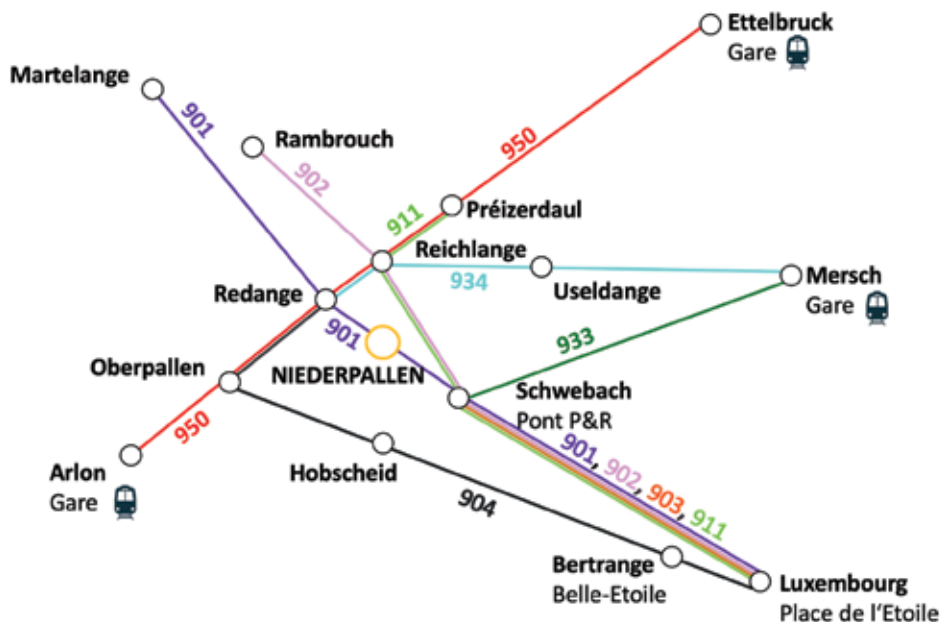 Ettelbruck
Gare
Martelange
901
Rambrouch
950
902
911
Préizerdaul
Reichlange
934
Useldange
Mersch
Gare
Redange
901
933
Oberpallen
NIEDERPALLEN
Schwebach
Pont P&R
950
901, 902, 903, 911
Arlon
Gare
Hobscheid
904
Bertrange
Belle-Etoile
Luxembourg
Place de l'Etoile